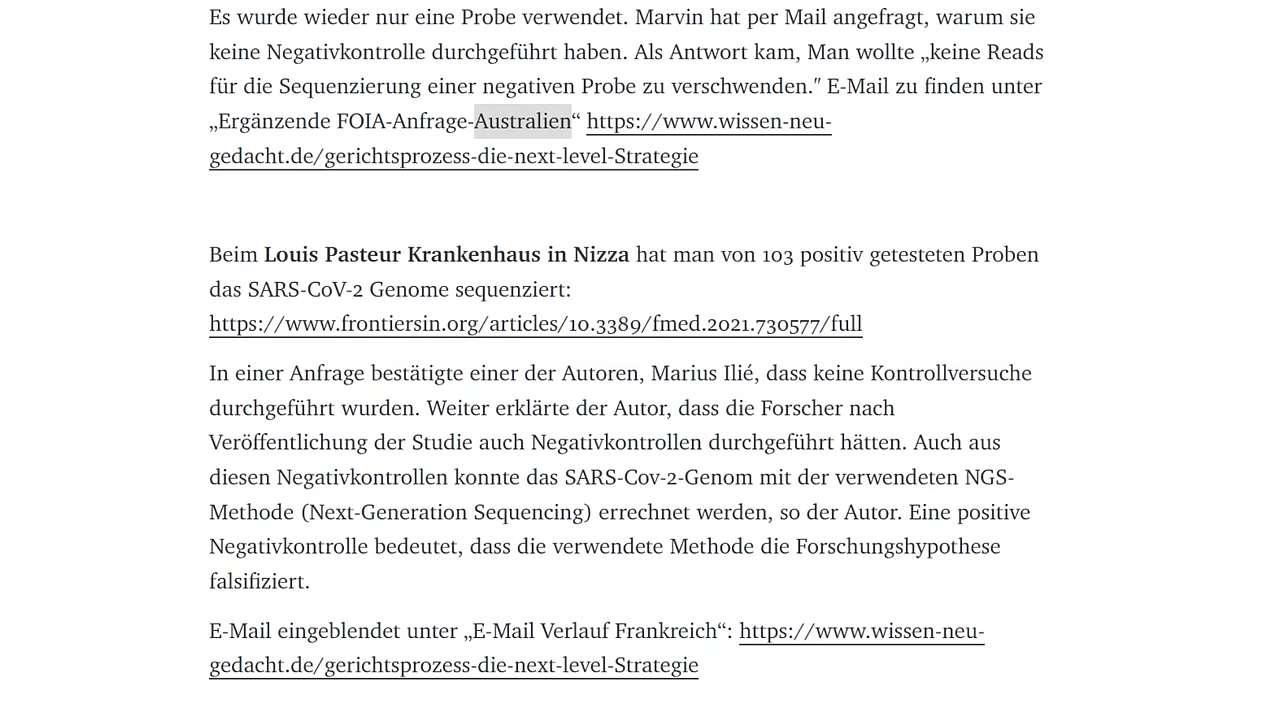 Es wurde wieder nur eine Probe verwendet. Marvin hat per Mail angefragt, warum sie
keine Negativkontrolle durchgeführt haben. Als Antwort kam, Man wollte „keine Reads
für die Sequenzierung einer negativen Probe zu verschwenden." E-Mail zu finden unter
„Ergänzende FOIA-Anfrage-Australien“ https://www.wissen-neu-
gedacht.de/gerichtsprozess-die-next-level-Strategie
Beim Louis Pasteur Krankenhaus in Nizza hat man von 103 positiv getesteten Proben
das SARS-CoV-2 Genome sequenziert:
https://www.frontiersin.org/articles/10.3389/fmed.2021.730577/full
In einer Anfrage bestätigte einer der Autoren, Marius Ilié, dass keine Kontrollversuche
durchgeführt wurden. Weiter erklärte der Autor, dass die Forscher nach
Veröffentlichung der Studie auch Negativkontrollen durchgeführt hätten. Auch aus
diesen Negativkontrollen konnte das SARS-Cov-2-Genom mit der verwendeten NGS-
Methode (Next-Generation Sequencing) errechnet werden, so der Autor. Eine positive
Negativkontrolle bedeutet, dass die verwendete Methode die Forschungshypothese
falsifiziert.
E-Mail eingeblendet unter „E-Mail Verlauf Frankreich“: https://www.wissen-neu-
gedacht.de/gerichtsprozess-die-next-level-Strategie